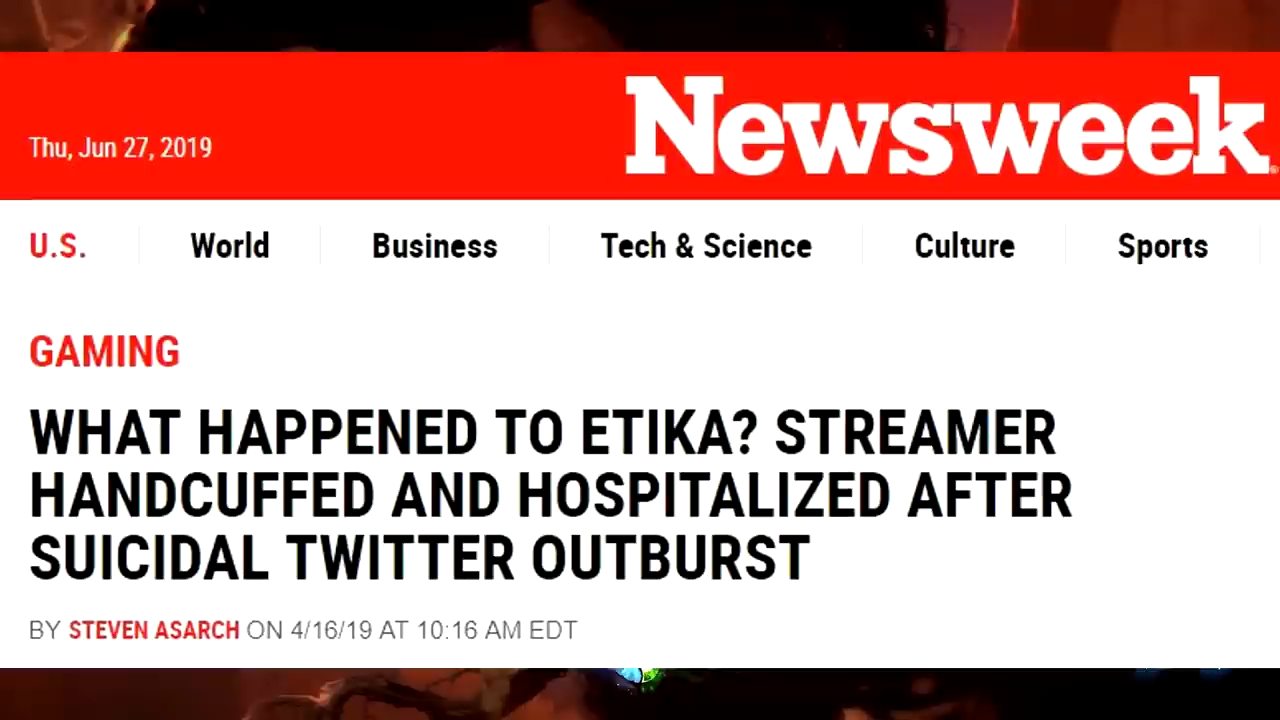 Newsweek
Thu, Jun 27, 2019
U.S. World Business Tech & Science Culture Sports
GAMING
WHAT HAPPENED TO ETIKA? STREAMER
HANDCUFFED AND HOSPITALIZED AFTER
SUICIDAL TWITTER OUTBURST
BY STEVEN ASARCH ON 4/16/19 AT 10:16 AM EDT